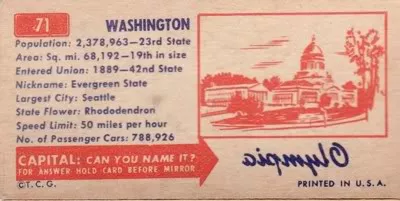 71
WASHINGTON
Population: 2,378,963—23rd State
Area: Sq. mi. 68,192—19th in size
Entered Union: 1889—42nd State
Nickname: Evergreen State
Largest City: Seattle
State Flower: Rhododendron
Speed Limit: 50 miles per hour
No. of Passenger Cars: 788,926
CAPITAL: CAN YOU NAME IT?
FOR ANSWER HOLD CARD BEFORE MIRROR
©T.C.G.
Olympia
PRINTED IN U.S.A.